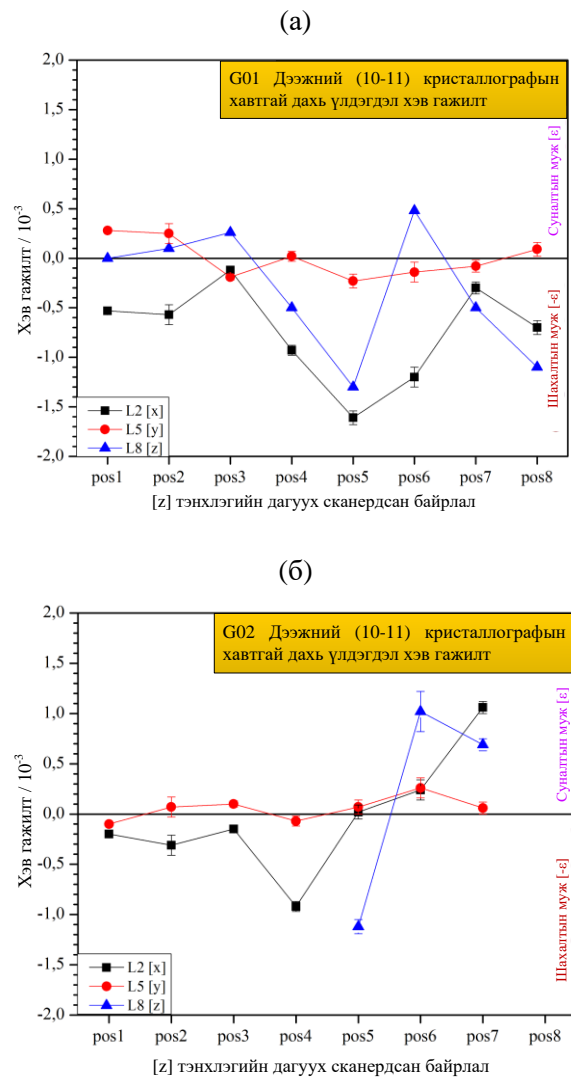 (а)
2,0
G01 Дээжний (10-11) кристаллографын
хавтгай дахь үлдэгдэл хэв гажилт
1,5
1,0
0,5
0,0
-0,5
-1,0
-1,5
-2,0
Хэв гажилт / 10⁻³
Суналтын муж [ε]
Шахалтын муж [-ε]
L2 [x]
L5 [y]
L8 [z]
pos1 pos2 pos3 pos4 pos5 pos6 pos7 pos8
[z] тэнхлэгийн дагуух сканердсан байрлал
(б)
2,0
G02 Дээжний (10-11) кристаллографын
хавтгай дахь үлдэгдэл хэв гажилт
1,5
1,0
0,5
0,0
-0,5
-1,0
-1,5
-2,0
Хэв гажилт / 10⁻³
Суналтын муж [ε]
Шахалтын муж [-ε]
L2 [x]
L5 [y]
L8 [z]
pos1 pos2 pos3 pos4 pos5 pos6 pos7 pos8
[z] тэнхлэгийн дагуух сканердсан байрлал